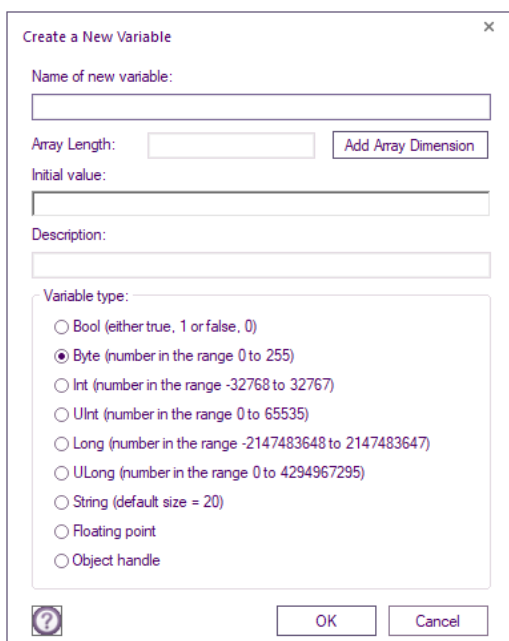 Create a New Variable
Name of new variable:
Array Length:
Add Array Dimension
Initial value:
Description:
Variable type:
Bool (either true, 1 or false, 0)
Byte (number in the range 0 to 255)
Int (number in the range -32768 to 32767)
UInt (number in the range 0 to 65535)
Long (number in the range -2147483648 to 2147483647)
ULong (number in the range 0 to 4294967295)
String (default size = 20)
Floating point
Object handle
? OK Cancel